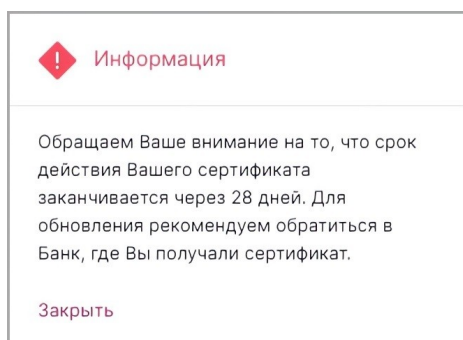 Информация
Обращаем Ваше внимание на то, что срок
действия Вашего сертификата
заканчивается через 28 дней. Для
обновления рекомендуем обратиться в
Банк, где Вы получали сертификат.
Закрыть